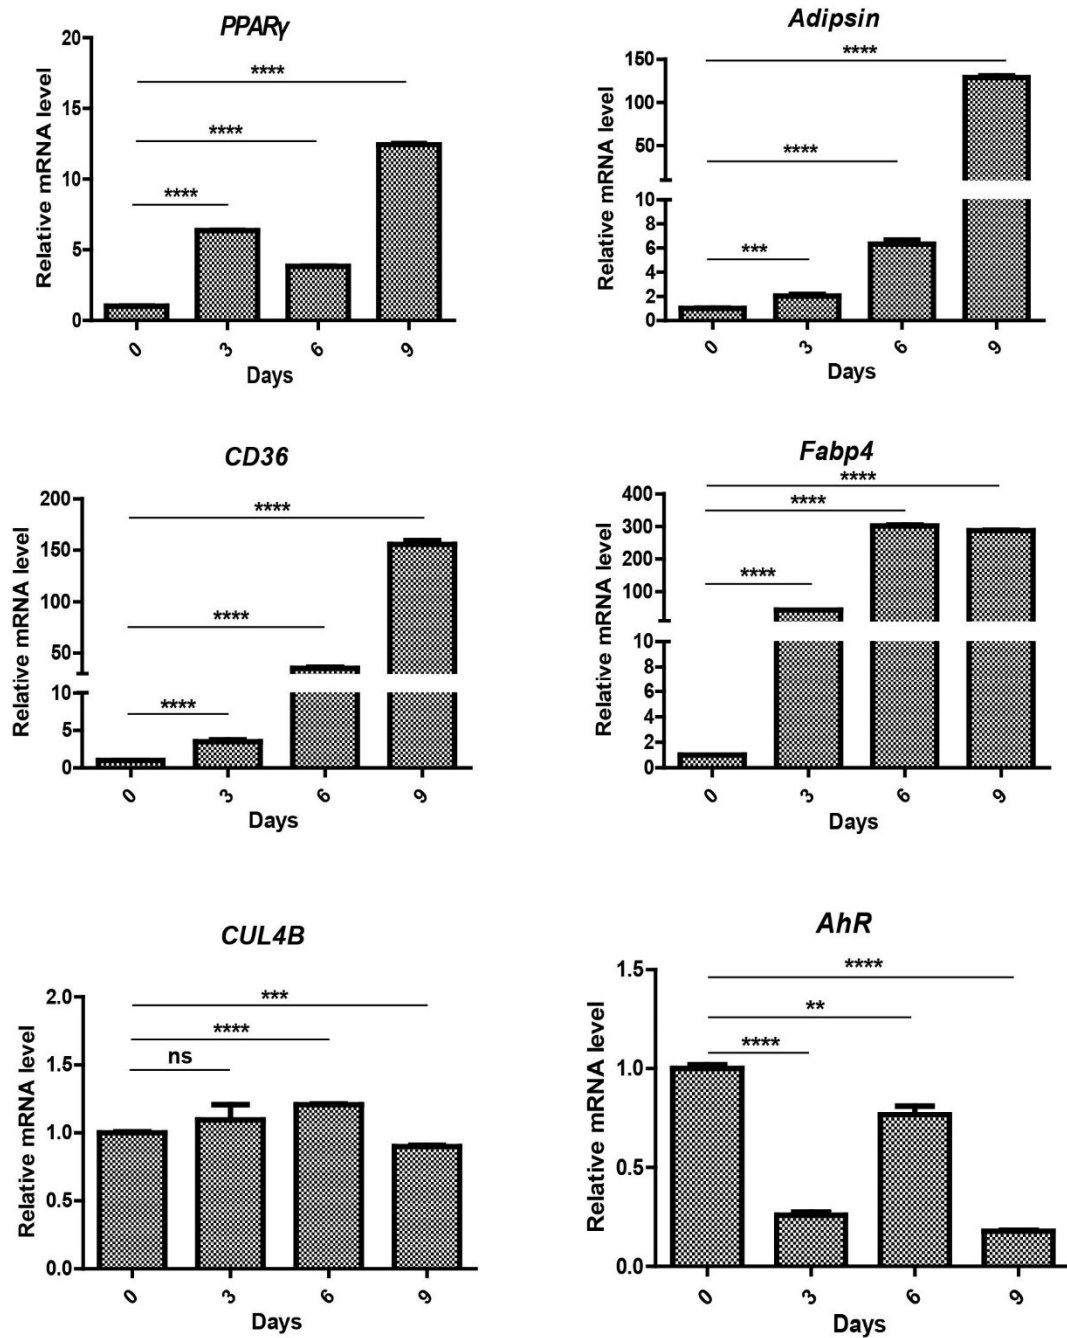 PPARγ
Relative mRNA level
20
15
10
5
0
****
****
****
0 3 6 9
Days
Adipsin
Relative mRNA level
150
100
50
10
8
6
4
2
0
****
****
***
0 3 6 9
Days
CD36
Relative mRNA level
200
150
100
50
10
5
0
****
****
****
0 3 6 9
Days
Fabp4
Relative mRNA level
400
300
200
100
10
8
6
4
2
0
****
****
****
0 3 6 9
Days
CUL4B
Relative mRNA level
2.0
1.5
1.0
0.5
0.0
***
****
ns
0 3 6 9
Days
AhR
Relative mRNA level
1.5
1.0
0.5
0.0
****
**
****
0 3 6 9
Days